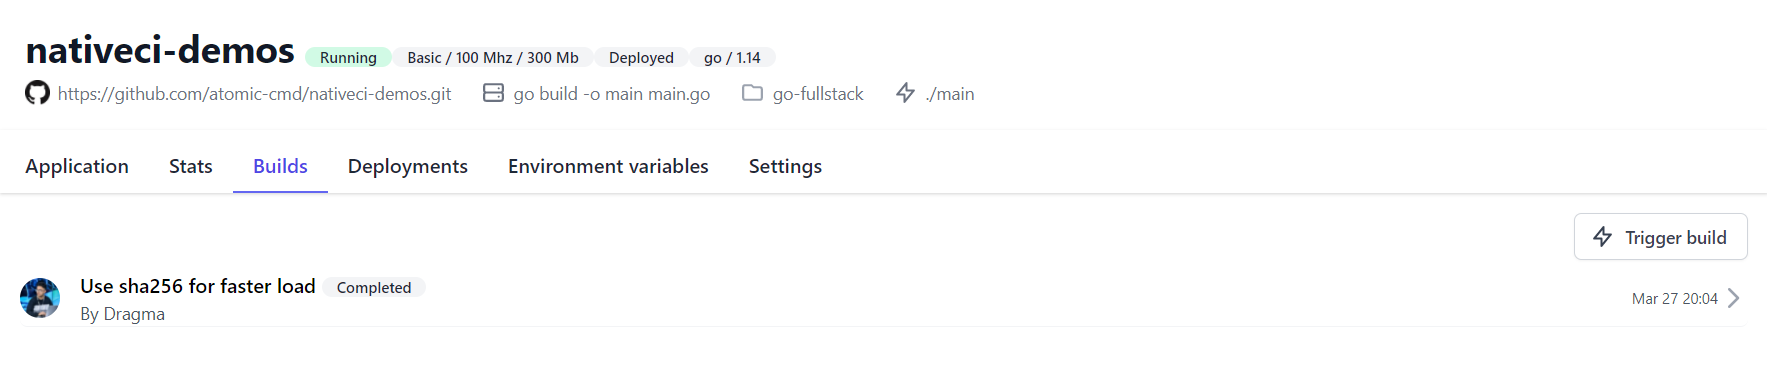 nativeci-demos Running Basic / 100 Mhz / 300 Mb Deployed go / 1.14
https://github.com/atomic-cmd/nativeci-demos.git go build -o main main.go go-fullstack ./main
Application Stats Builds Deployments Environment variables Settings
Trigger build
Use sha256 for faster load Completed
By Dragma
Mar 27 20:04